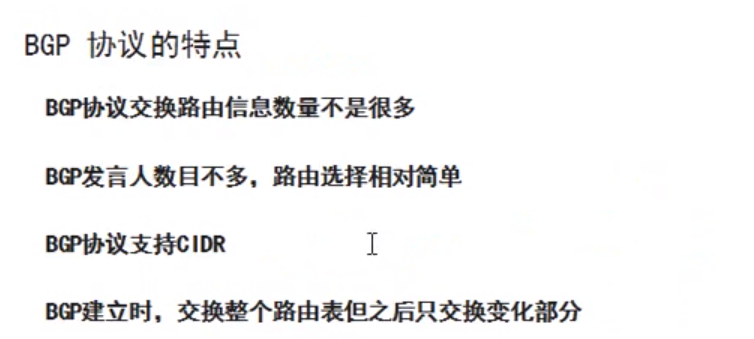 BGP 协议的特点
BGP协议交换路由信息数量不是很多
BGP发言人数目不多，路由选择相对简单
BGP协议支持CIDR
BGP建立时，交换整个路由表但之后只交换变化部分